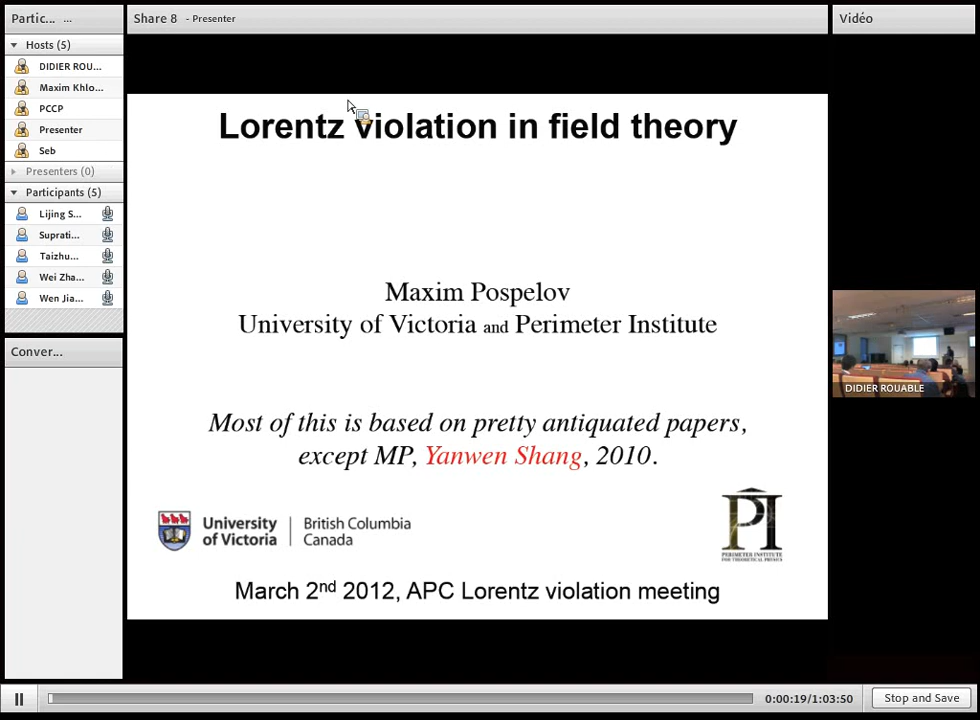 Partic... ...
Hosts (5)
DIDIER ROU...
Maxim Khlo...
PCCP
Presenter
Seb
Presenters (0)
Participants (5)
Lijing S...
Suprati...
Taizhu...
Wei Zha...
Wen Jia...
Conver...
Share 8 - Presenter
Lorentz violation in field theory
Maxim Pospelov
University of Victoria and Perimeter Institute
Most of this is based on pretty antiquated papers,
except MP, Yanwen Shang, 2010.
University
of Victoria
British Columbia
Canada
PI
PERIMETER INSTITUTE
FOR THEORETICAL PHYSICS
March 2nd 2012, APC Lorentz violation meeting
Vidéo
DIDIER ROUABLE
0:00:19/1:03:50
Stop and Save